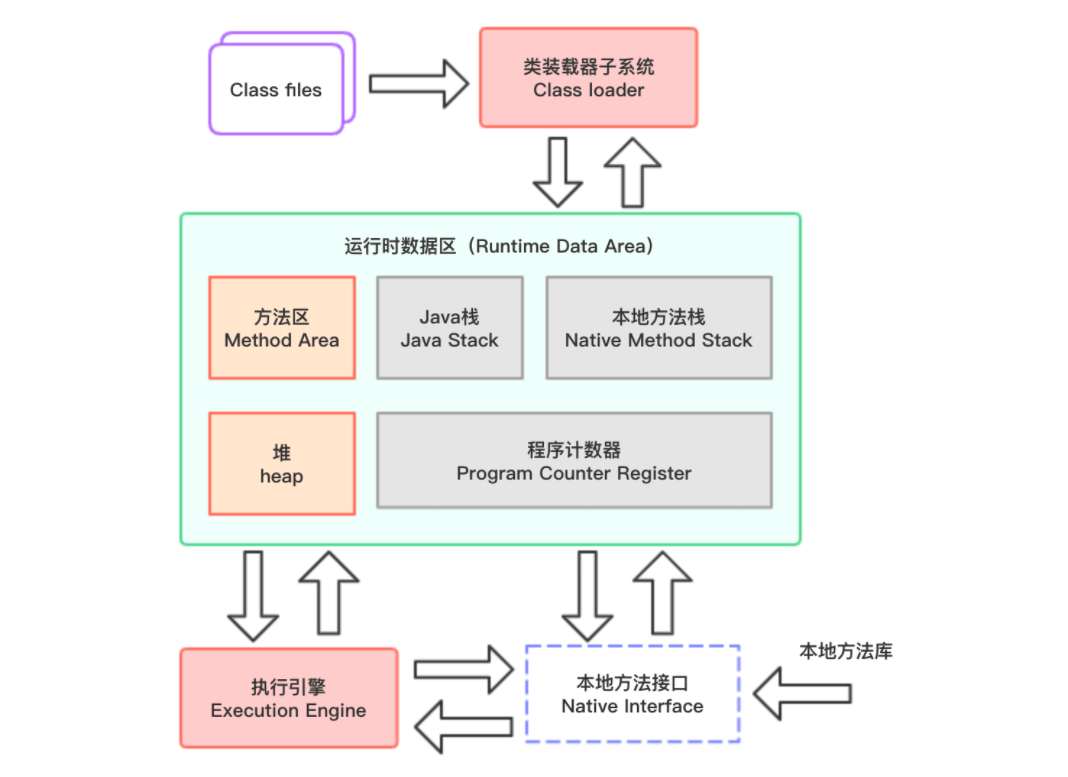 Class files
类装载器子系统
Class loader
运行时数据区（Runtime Data Area）
方法区
Method Area
Java栈
Java Stack
本地方法栈
Native Method Stack
堆
heap
程序计数器
Program Counter Register
执行引擎
Execution Engine
本地方法接口
Native Interface
本地方法库